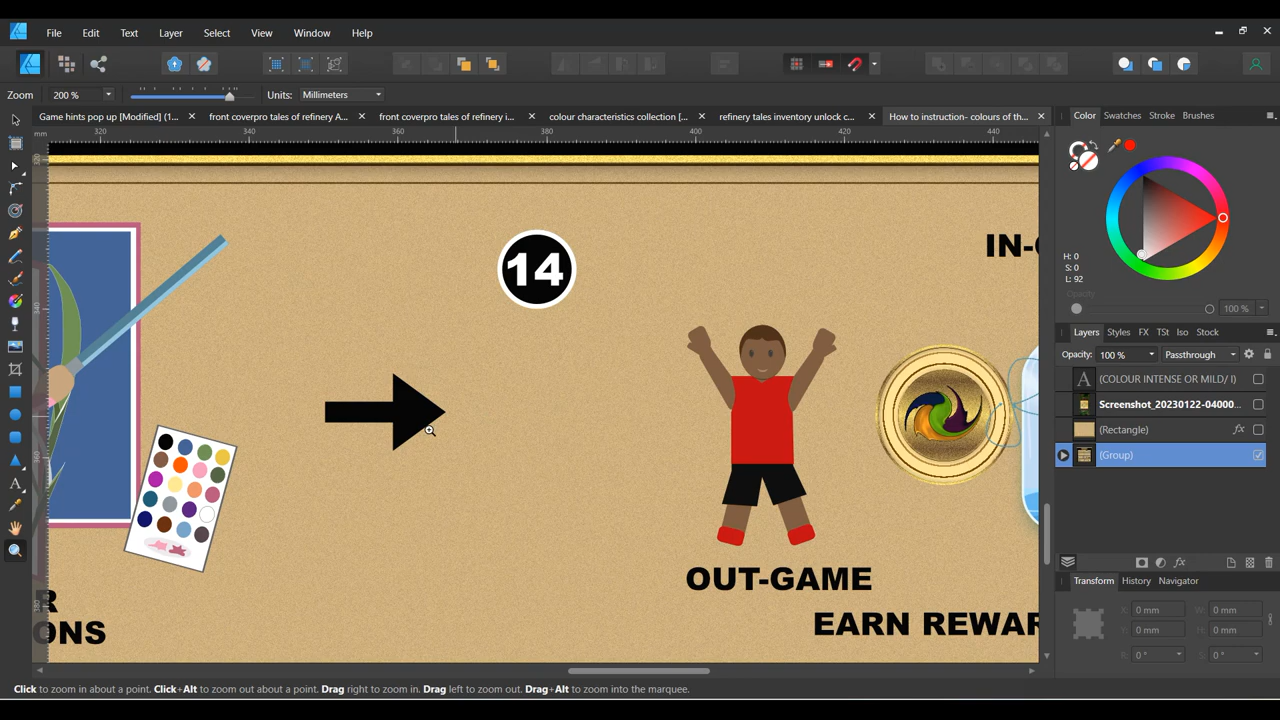 File Edit Text Layer Select View Window Help
Zoom 200 % Units: Millimeters
Game hints pop up [Modified] (1... front coverpro tales of refinery A... front coverpro tales of refinery i... colour characteristics collection [... refinery tales inventory unlock c... How to instruction- colours of th...
mm 320 340 360 380 400 420 440
Color Swatches Stroke Brushes
H: 0
S: 0
L: 92
Opacity
100 %
Layers Styles FX TSt Iso Stock
Opacity: 100 % Passthrough
(COLOUR INTENSE OR MILD/ I)
Screenshot_20230122-04000...
(Rectangle) fx
(Group)
Transform History Navigator
X: 0 mm W: 0 mm
Y: 0 mm H: 0 mm
R: 0 ° S: 0 °
14
IN-
OUT-GAME
EARN REWAR
R
ONS
Click to zoom in about a point. Click+Alt to zoom out about a point. Drag right to zoom in. Drag left to zoom out. Drag+Alt to zoom into the marquee.